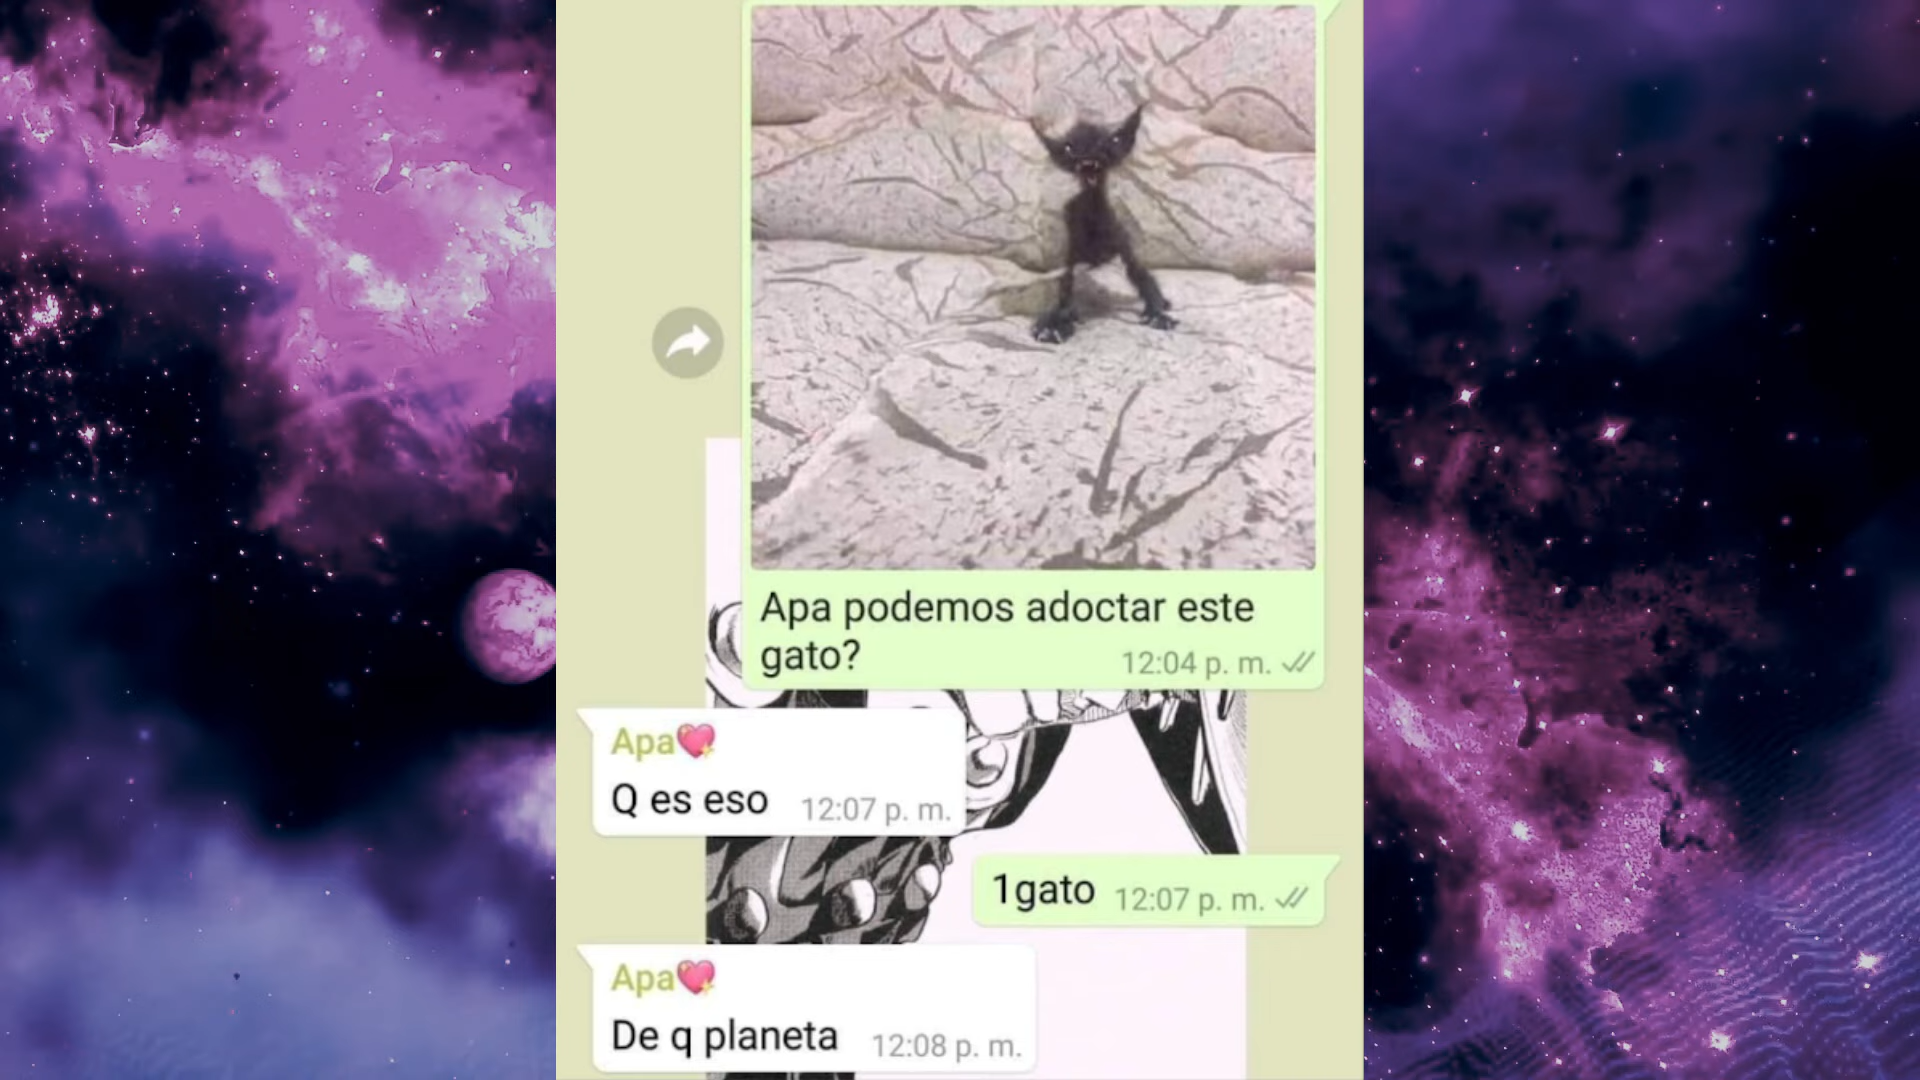 Apa podemos adoctar este
gato?
12:04 p. m.
Apa💖
Q es eso 12:07 p. m.
1gato 12:07 p. m.
Apa💖
De q planeta 12:08 p. m.